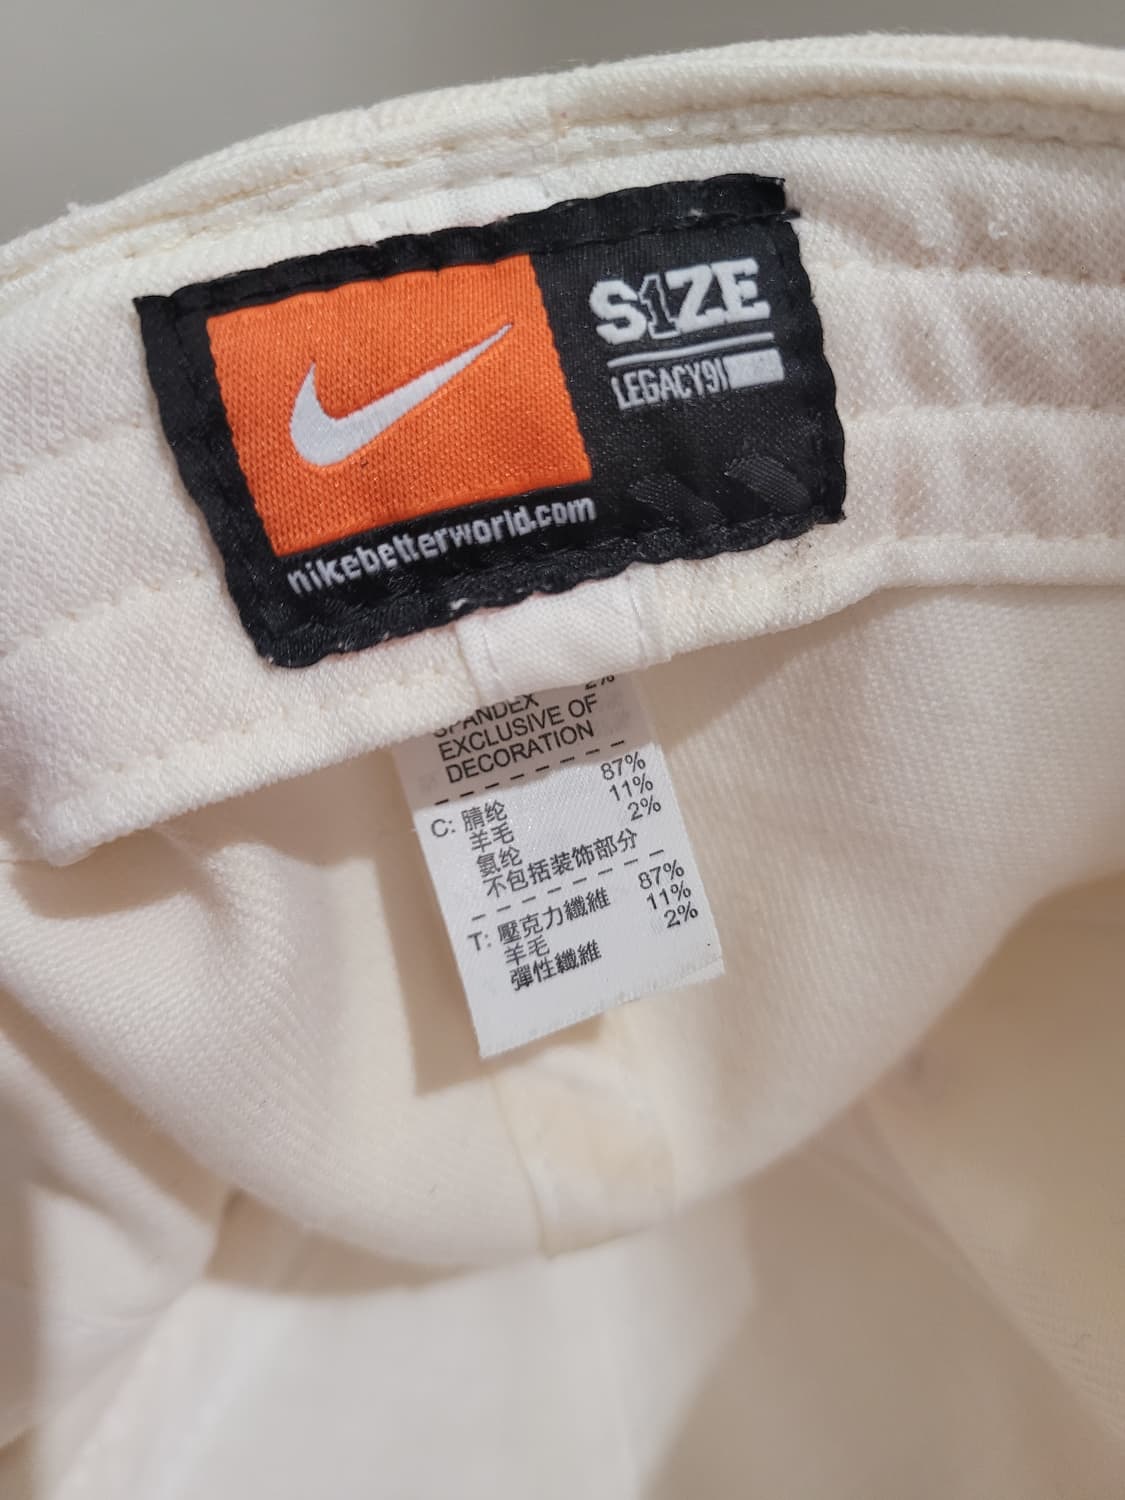 S1ZE
LEGACY91
nikebetterworld.com
SPANDEX 2%
EXCLUSIVE OF
DECORATION
C: 腈纶 87%
羊毛 11%
氨纶 2%
不包括装饰部分
T: 壓克力纖維 87%
羊毛 11%
彈性纖維 2%